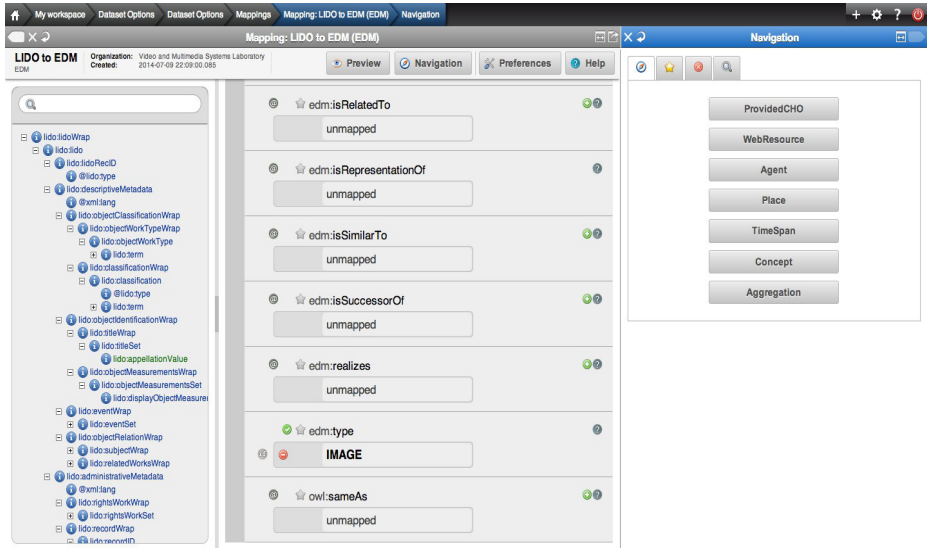 My workspace Dataset Options Dataset Options Mappings Mapping: LIDO to EDM (EDM) Navigation
Mapping: LIDO to EDM (EDM)
LIDO to EDM
EDM
Organization: Video and Multimedia Systems Laboratory
Created: 2014-07-09 22:09:00.085
Preview Navigation Preferences Help
lido:lidoWrap
lido:lido
lido:lidoRecID
@lido:type
lido:descriptiveMetadata
@xml:lang
lido:objectClassificationWrap
lido:objectWorkTypeWrap
lido:objectWorkType
lido:term
lido:classificationWrap
lido:classification
@lido:type
lido:term
lido:objectIdentificationWrap
lido:titleWrap
lido:titleSet
lido:appellationValue
lido:objectMeasurementsWrap
lido:objectMeasurementsSet
lido:displayObjectMeasurer
lido:eventWrap
lido:eventSet
lido:objectRelationWrap
lido:subjectWrap
lido:relatedWorksWrap
lido:administrativeMetadata
@xml:lang
lido:rightsWorkWrap
lido:rightsWorkSet
lido:recordWrap
lido:recordID
edm:isRelatedTo
unmapped
edm:isRepresentationOf
unmapped
edm:isSimilarTo
unmapped
edm:isSuccessorOf
unmapped
edm:realizes
unmapped
edm:type
IMAGE
owl:sameAs
unmapped
Navigation
ProvidedCHO
WebResource
Agent
Place
TimeSpan
Concept
Aggregation